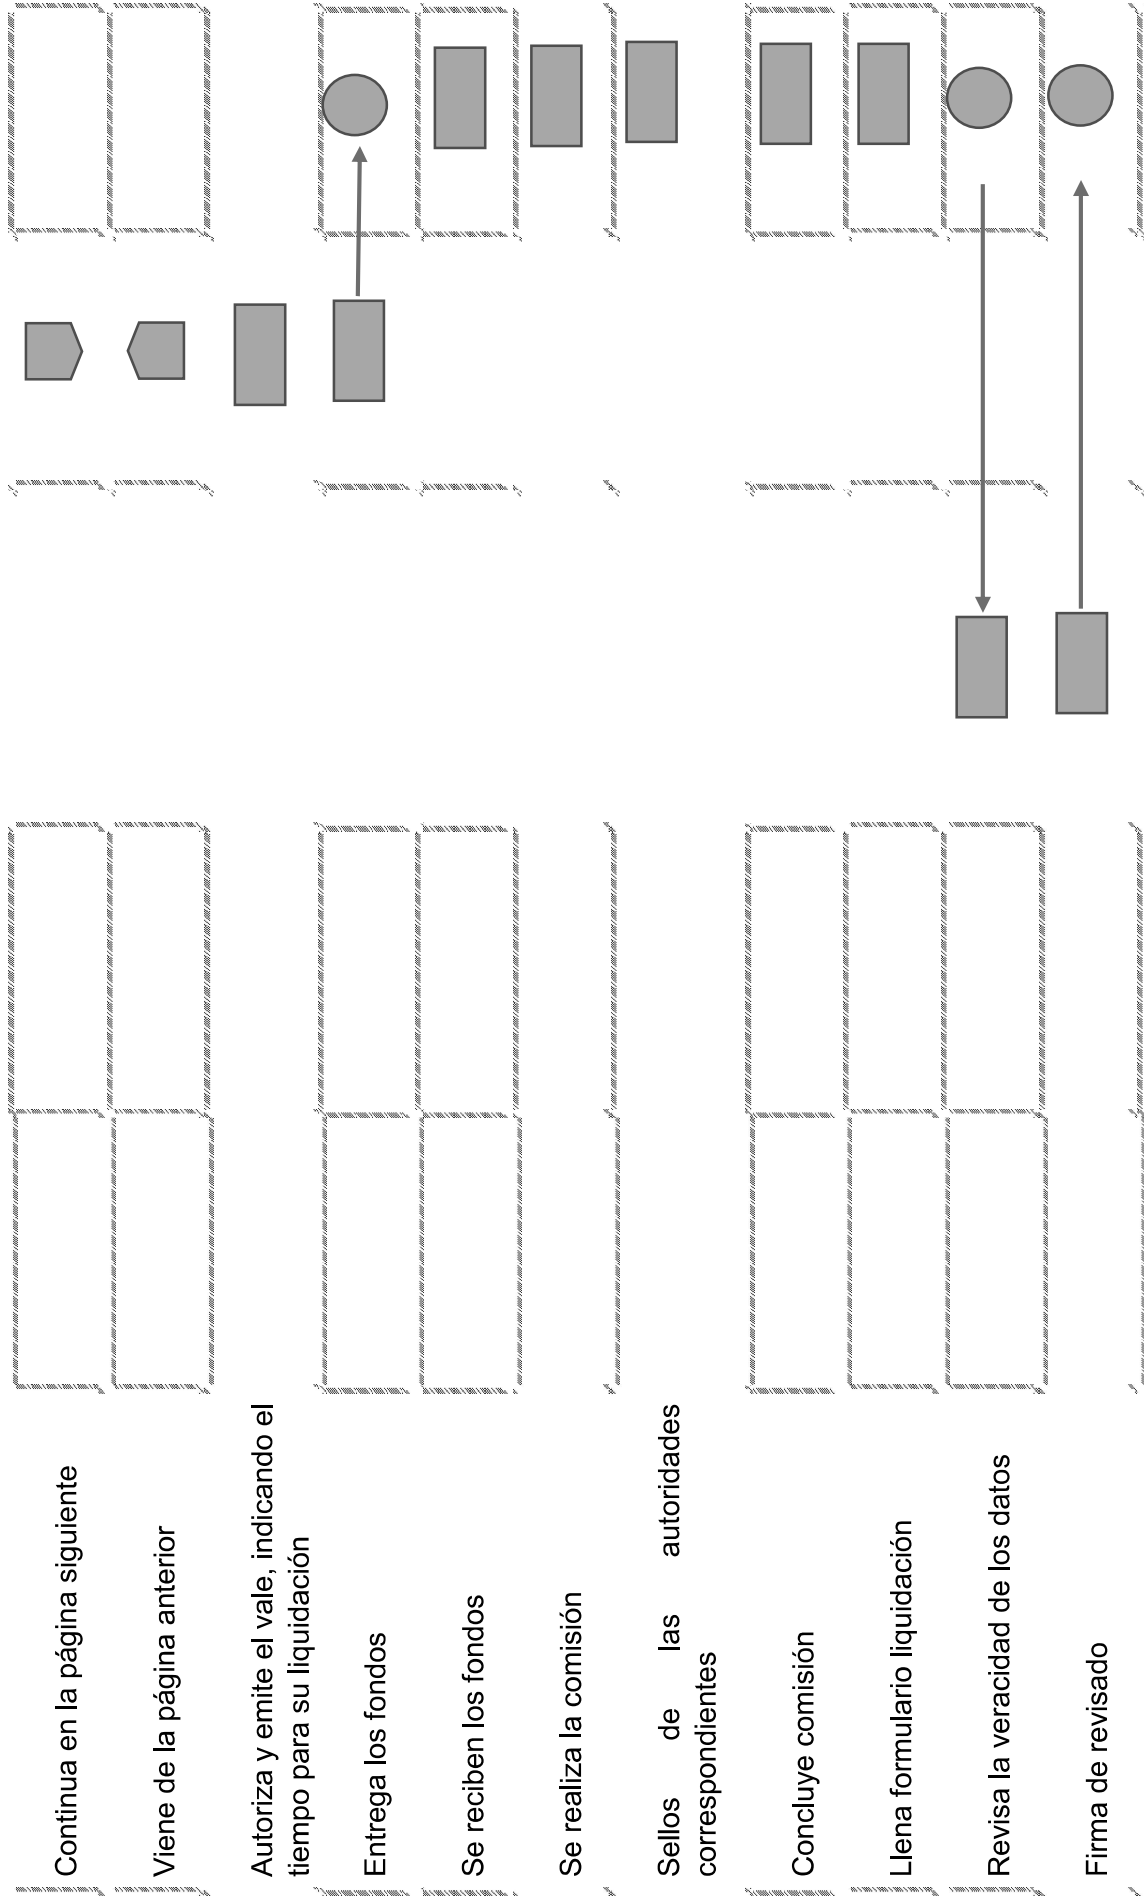 Continua en la página siguiente
Viene de la página anterior
Autoriza y emite el vale, indicando el
tiempo para su liquidación
Entrega los fondos
Se reciben los fondos
Se realiza la comisión
Sellos de las autoridades
correspondientes
Concluye comisión
Llena formulario liquidación
Revisa la veracidad de los datos
Firma de revisado